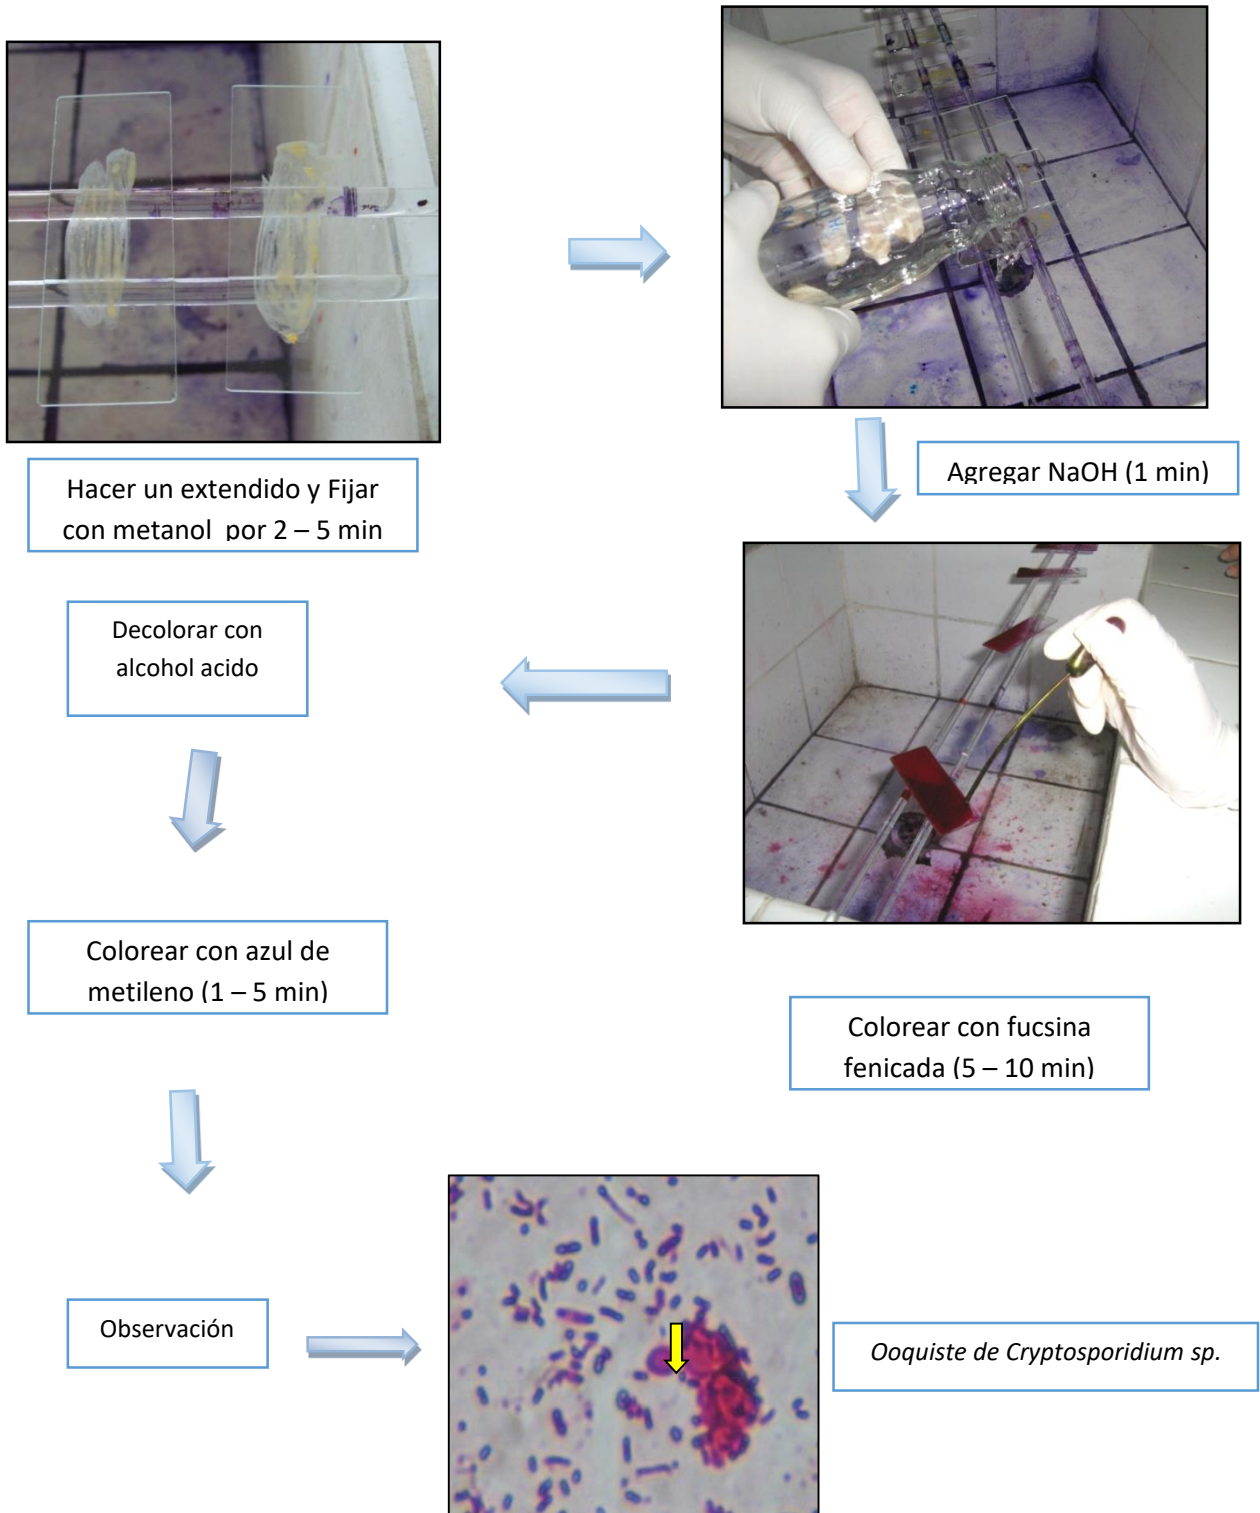 Hacer un extendido y Fijar
con metanol por 2 – 5 min
Agregar NaOH (1 min)
Colorear con fucsina
fenicada (5 – 10 min)
Decolorar con
alcohol acido
Colorear con azul de
metileno (1 – 5 min)
Observación
Ooquiste de Cryptosporidium sp.